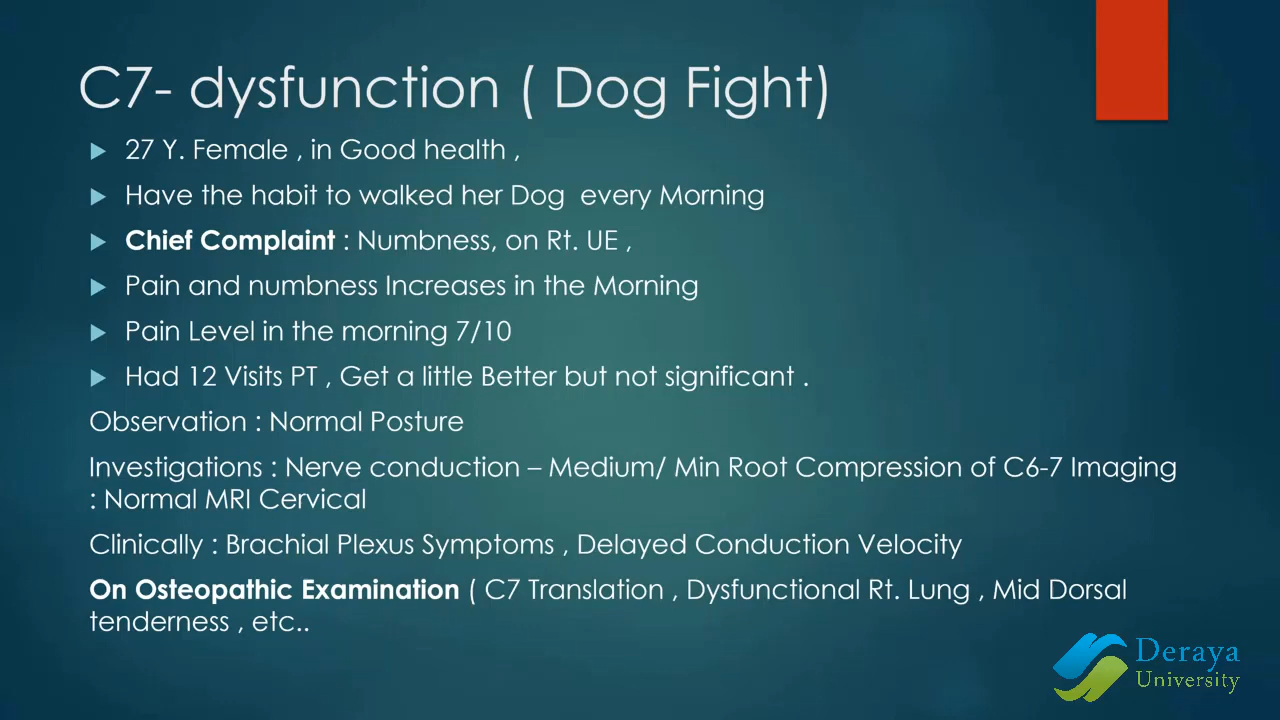 C7- dysfunction ( Dog Fight)
27 Y. Female , in Good health ,
Have the habit to walked her Dog every Morning
Chief Complaint : Numbness, on Rt. UE ,
Pain and numbness Increases in the Morning
Pain Level in the morning 7/10
Had 12 Visits PT , Get a little Better but not significant .
Observation : Normal Posture
Investigations : Nerve conduction – Medium/ Min Root Compression of C6-7 Imaging
: Normal MRI Cervical
Clinically : Brachial Plexus Symptoms , Delayed Conduction Velocity
On Osteopathic Examination ( C7 Translation , Dysfunctional Rt. Lung , Mid Dorsal
tenderness , etc..
Deraya
University